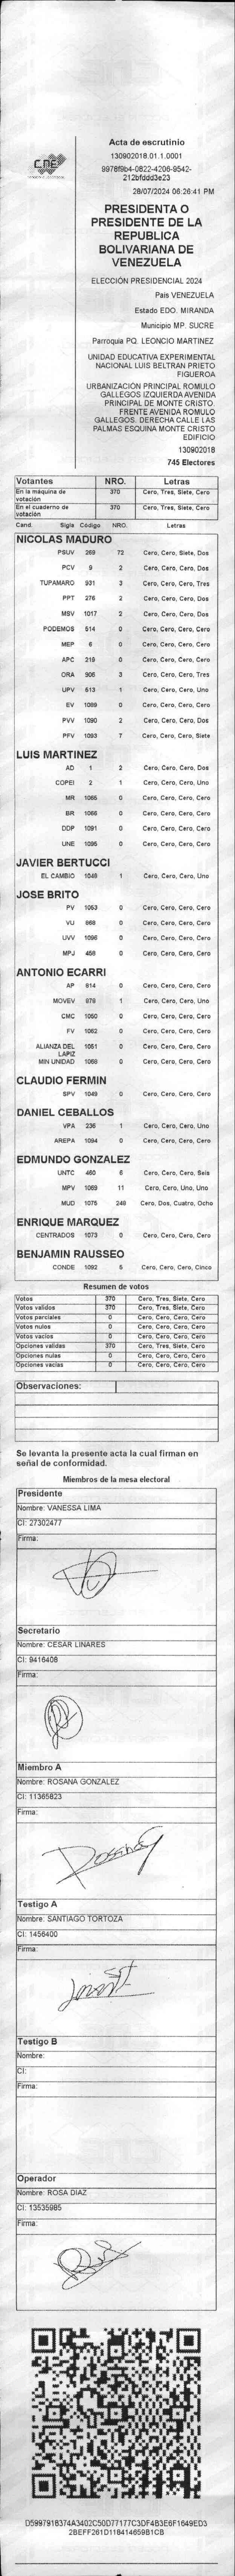 CNE
Acta de escrutinio
130902018.01.1.0001
9978f9b4-0822-4206-9542-
212bfddd3e23
28/07/2024 06:26:41 PM
PRESIDENTA O
PRESIDENTE DE LA
REPUBLICA
BOLIVARIANA DE
VENEZUELA
ELECCIÓN PRESIDENCIAL 2024
País VENEZUELA
Estado EDO. MIRANDA
Municipio MP. SUCRE
Parroquia PQ. LEONCIO MARTINEZ
UNIDAD EDUCATIVA EXPERIMENTAL
NACIONAL LUIS BELTRAN PRIETO
FIGUEROA
URBANIZACIÓN PRINCIPAL ROMULO
GALLEGOS IZQUIERDA AVENIDA
PRINCIPAL DE MONTE CRISTO.
FRENTE AVENIDA ROMULO
GALLEGOS. DERECHA CALLE LAS
PALMAS ESQUINA MONTE CRISTO
EDIFICIO
130902018
745 Electores
Votantes NRO. Letras
En la máquina de votación 370 Cero, Tres, Siete, Cero
En el cuaderno de votación 370 Cero, Tres, Siete, Cero
Cand. Sigla Código NRO. Letras
NICOLAS MADURO
PSUV 269 72 Cero, Cero, Siete, Dos
PCV 9 2 Cero, Cero, Cero, Dos
TUPAMARO 931 3 Cero, Cero, Cero, Tres
PPT 276 2 Cero, Cero, Cero, Dos
MSV 1017 2 Cero, Cero, Cero, Dos
PODEMOS 514 0 Cero, Cero, Cero, Cero
MEP 6 0 Cero, Cero, Cero, Cero
APC 219 0 Cero, Cero, Cero, Cero
ORA 906 3 Cero, Cero, Cero, Tres
UPV 513 1 Cero, Cero, Cero, Uno
EV 1089 0 Cero, Cero, Cero, Cero
PVV 1090 2 Cero, Cero, Cero, Dos
PFV 1093 7 Cero, Cero, Cero, Siete
LUIS MARTINEZ
AD 1 2 Cero, Cero, Cero, Dos
COPEI 2 1 Cero, Cero, Cero, Uno
MR 1065 0 Cero, Cero, Cero, Cero
BR 1066 0 Cero, Cero, Cero, Cero
DDP 1091 0 Cero, Cero, Cero, Cero
UNE 1095 0 Cero, Cero, Cero, Cero
JAVIER BERTUCCI
EL CAMBIO 1048 1 Cero, Cero, Cero, Uno
JOSE BRITO
PV 1053 0 Cero, Cero, Cero, Cero
VU 868 0 Cero, Cero, Cero, Cero
UVV 1096 0 Cero, Cero, Cero, Cero
MPJ 458 0 Cero, Cero, Cero, Cero
ANTONIO ECARRI
AP 814 0 Cero, Cero, Cero, Cero
MOVEV 978 1 Cero, Cero, Cero, Uno
CMC 1050 0 Cero, Cero, Cero, Cero
FV 1062 0 Cero, Cero, Cero, Cero
ALIANZA DEL LAPIZ 1051 0 Cero, Cero, Cero, Cero
MIN UNIDAD 1058 0 Cero, Cero, Cero, Cero
CLAUDIO FERMIN
SPV 1049 0 Cero, Cero, Cero, Cero
DANIEL CEBALLOS
VPA 236 1 Cero, Cero, Cero, Uno
AREPA 1094 0 Cero, Cero, Cero, Cero
EDMUNDO GONZALEZ
UNTC 460 6 Cero, Cero, Cero, Seis
MPV 1069 11 Cero, Cero, Uno, Uno
MUD 1075 248 Cero, Dos, Cuatro, Ocho
ENRIQUE MARQUEZ
CENTRADOS 1073 0 Cero, Cero, Cero, Cero
BENJAMIN RAUSSEO
CONDE 1092 5 Cero, Cero, Cero, Cinco
Resumen de votos
Votos 370 Cero, Tres, Siete, Cero
Votos validos 370 Cero, Tres, Siete, Cero
Votos parciales 0 Cero, Cero, Cero, Cero
Votos nulos 0 Cero, Cero, Cero, Cero
Votos vacios 0 Cero, Cero, Cero, Cero
Opciones validas 370 Cero, Tres, Siete, Cero
Opciones nulas 0 Cero, Cero, Cero, Cero
Opciones vacias 0 Cero, Cero, Cero, Cero
Observaciones:
Se levanta la presente acta la cual firman en
señal de conformidad.
Miembros de la mesa electoral
Presidente
Nombre: VANESSA LIMA
CI: 27302477
Firma:
Secretario
Nombre: CESAR LINARES
CI: 9416408
Firma:
Miembro A
Nombre: ROSANA GONZALEZ
CI: 11365823
Firma:
Testigo A
Nombre: SANTIAGO TORTOZA
CI: 1456400
Firma:
Testigo B
Nombre:
CI:
Firma:
Operador
Nombre: ROSA DIAZ
CI: 13535985
Firma:
D5997918374A3402C50D77177C3DF4B3E6F1649ED3
2BEFF261D118414659B1CB